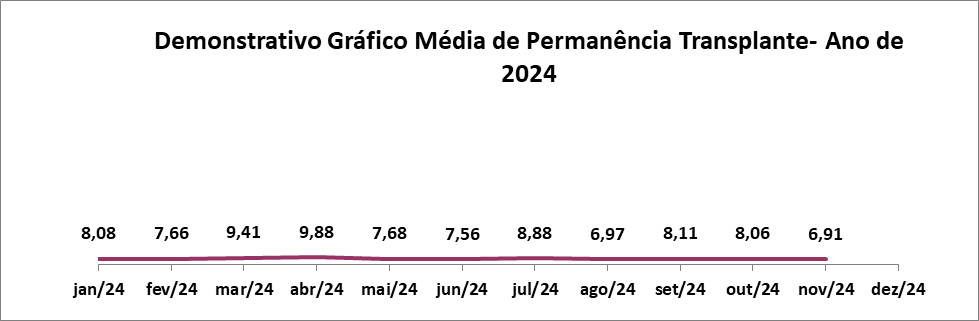 Demonstrativo Gráfico Média de Permanência Transplante- Ano de
2024
8,08 7,66 9,41 9,88 7,68 7,56 8,88 6,97 8,11 8,06 6,91
jan/24 fev/24 mar/24 abr/24 mai/24 jun/24 jul/24 ago/24 set/24 out/24 nov/24 dez/24